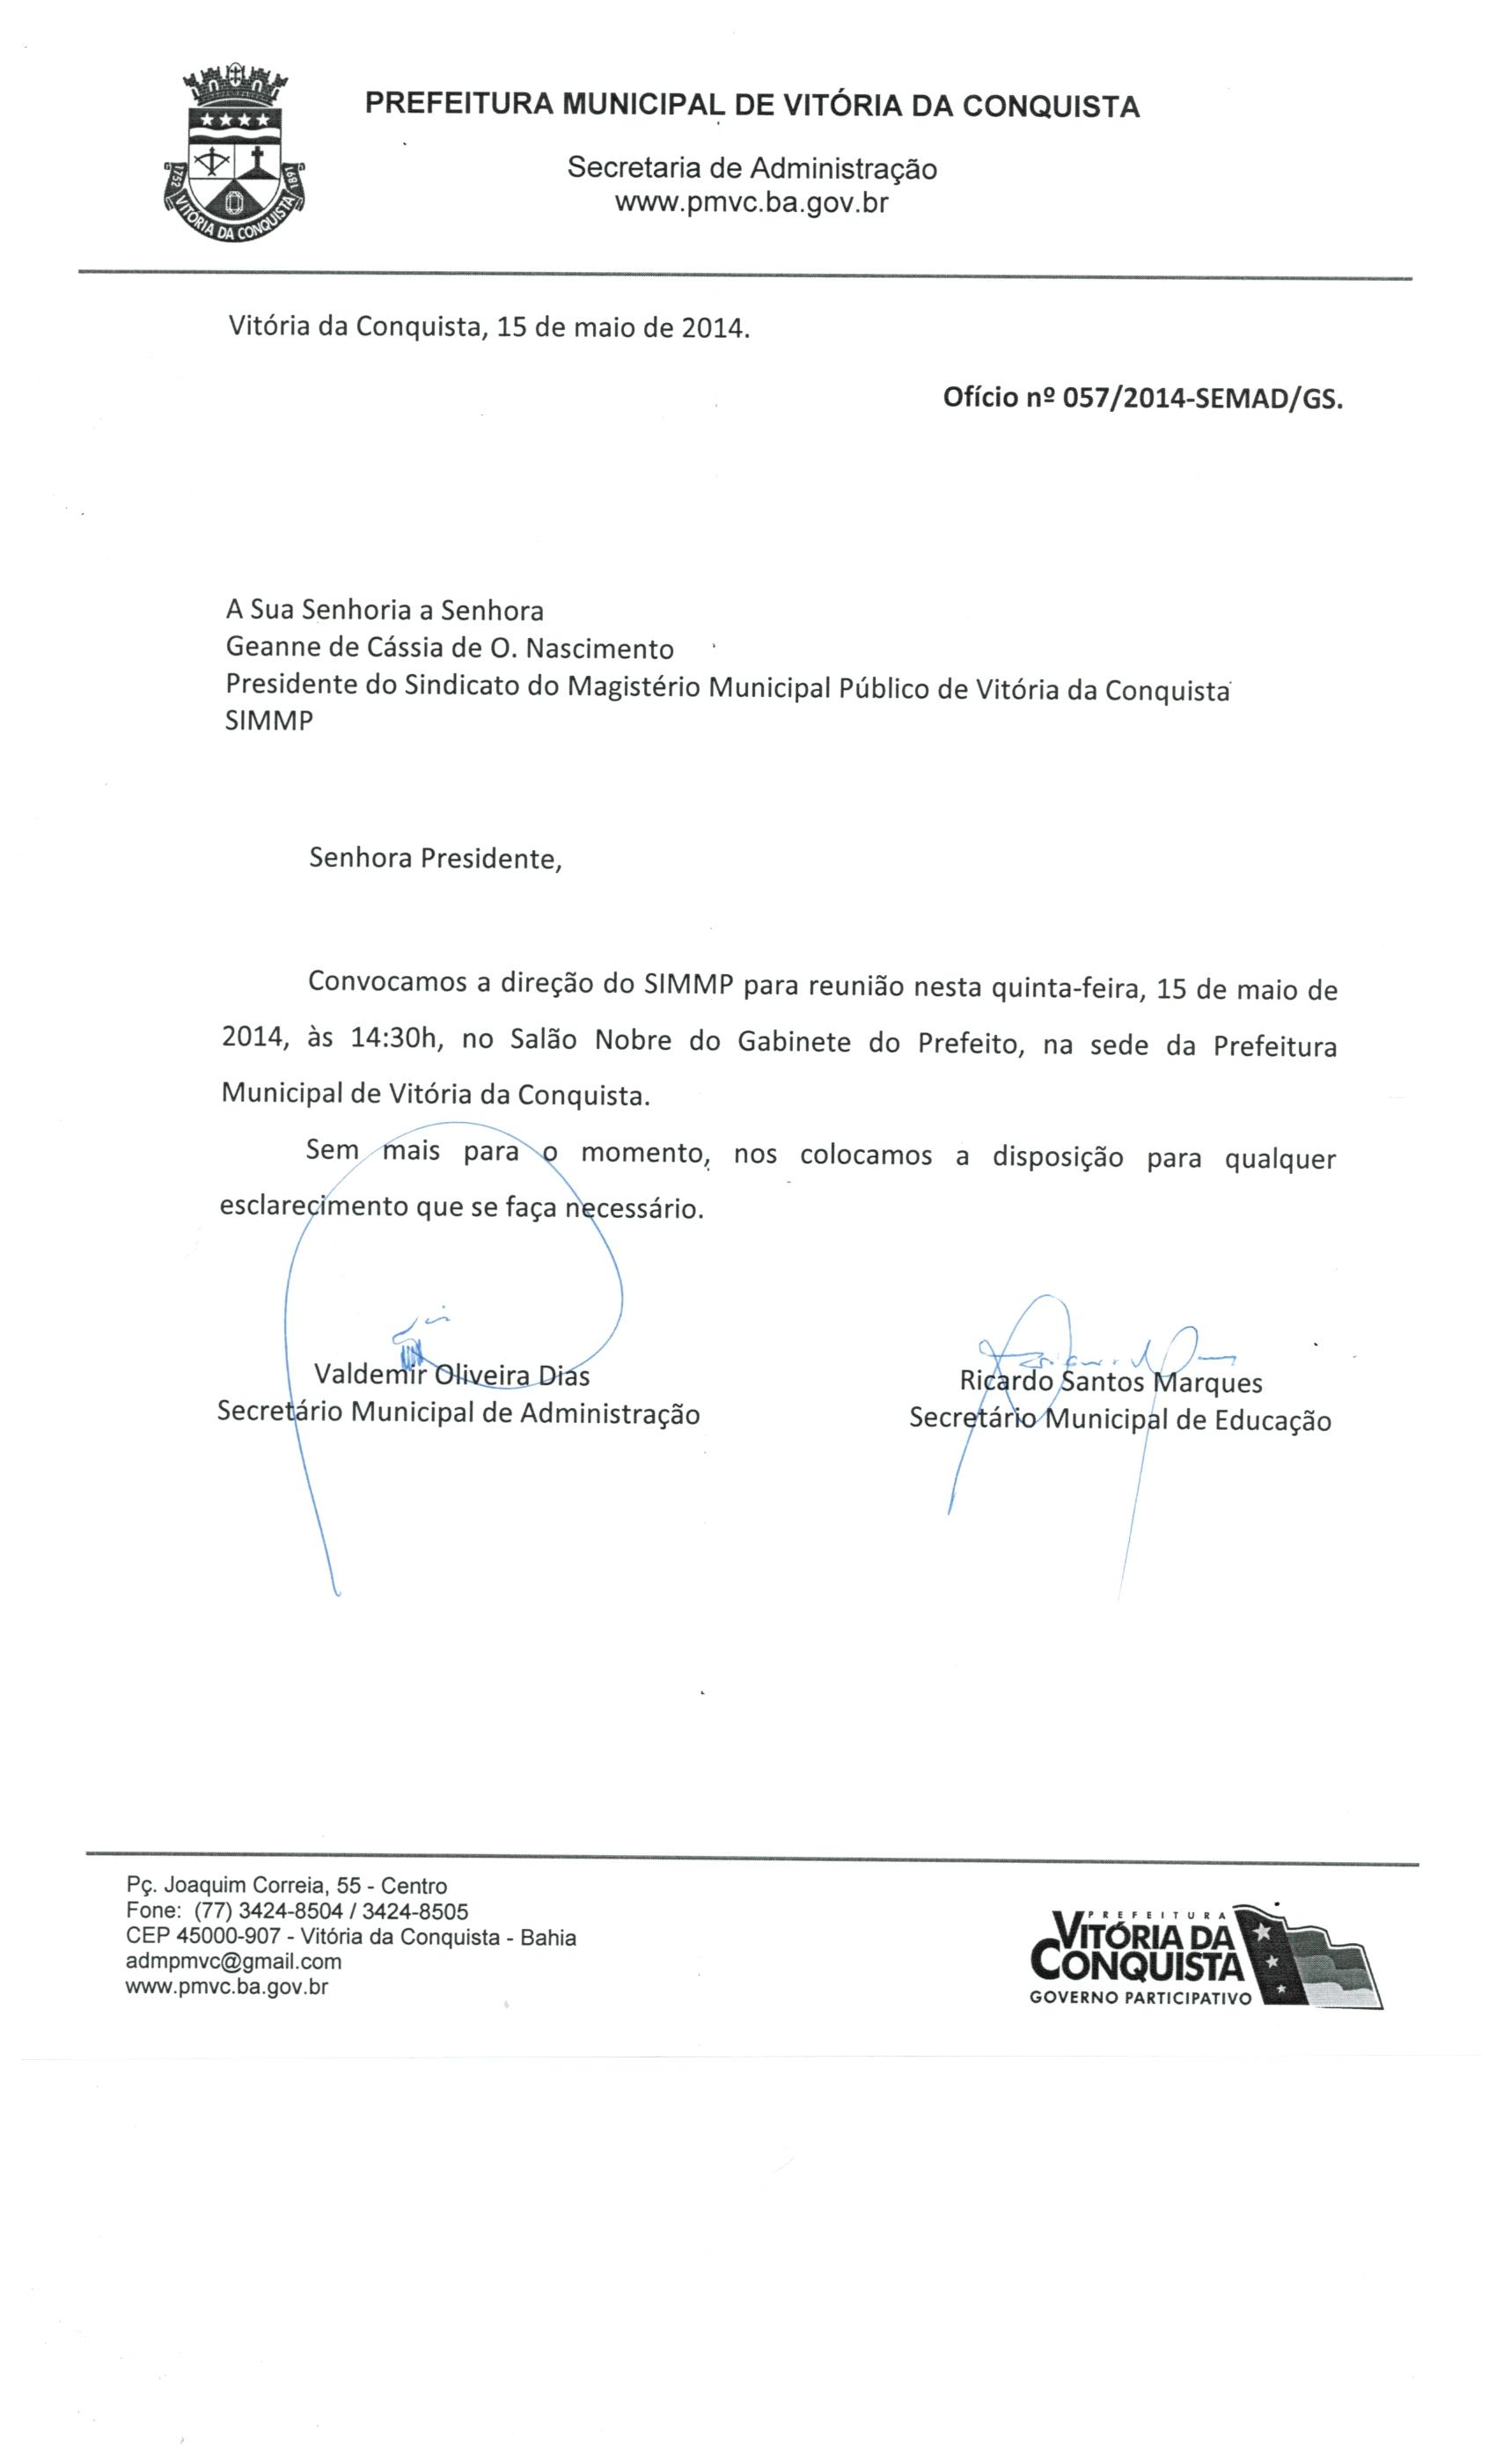 PREFEITURA MUNICIPAL DE VITÓRIA DA CONQUISTA
Secretaria de Administração
www.pmvc.ba.gov.br
1752
1891
VITÓRIA DA CONQUISTA
Vitória da Conquista, 15 de maio de 2014.
Ofício nº 057/2014-SEMAD/GS.
A Sua Senhoria a Senhora
Geanne de Cássia de O. Nascimento
Presidente do Sindicato do Magistério Municipal Público de Vitória da Conquista
SIMMP
Senhora Presidente,
Convocamos a direção do SIMMP para reunião nesta quinta-feira, 15 de maio de
2014, às 14:30h, no Salão Nobre do Gabinete do Prefeito, na sede da Prefeitura
Municipal de Vitória da Conquista.
Sem mais para o momento, nos colocamos a disposição para qualquer
esclarecimento que se faça necessário.
Valdemir Oliveira Dias
Secretário Municipal de Administração
Ricardo Santos Marques
Secretário Municipal de Educação
Pç. Joaquim Correia, 55 - Centro
Fone: (77) 3424-8504 / 3424-8505
CEP 45000-907 - Vitória da Conquista - Bahia
admpmvc@gmail.com
www.pmvc.ba.gov.br
PREFEITURA
VITÓRIA DA
CONQUISTA
GOVERNO PARTICIPATIVO